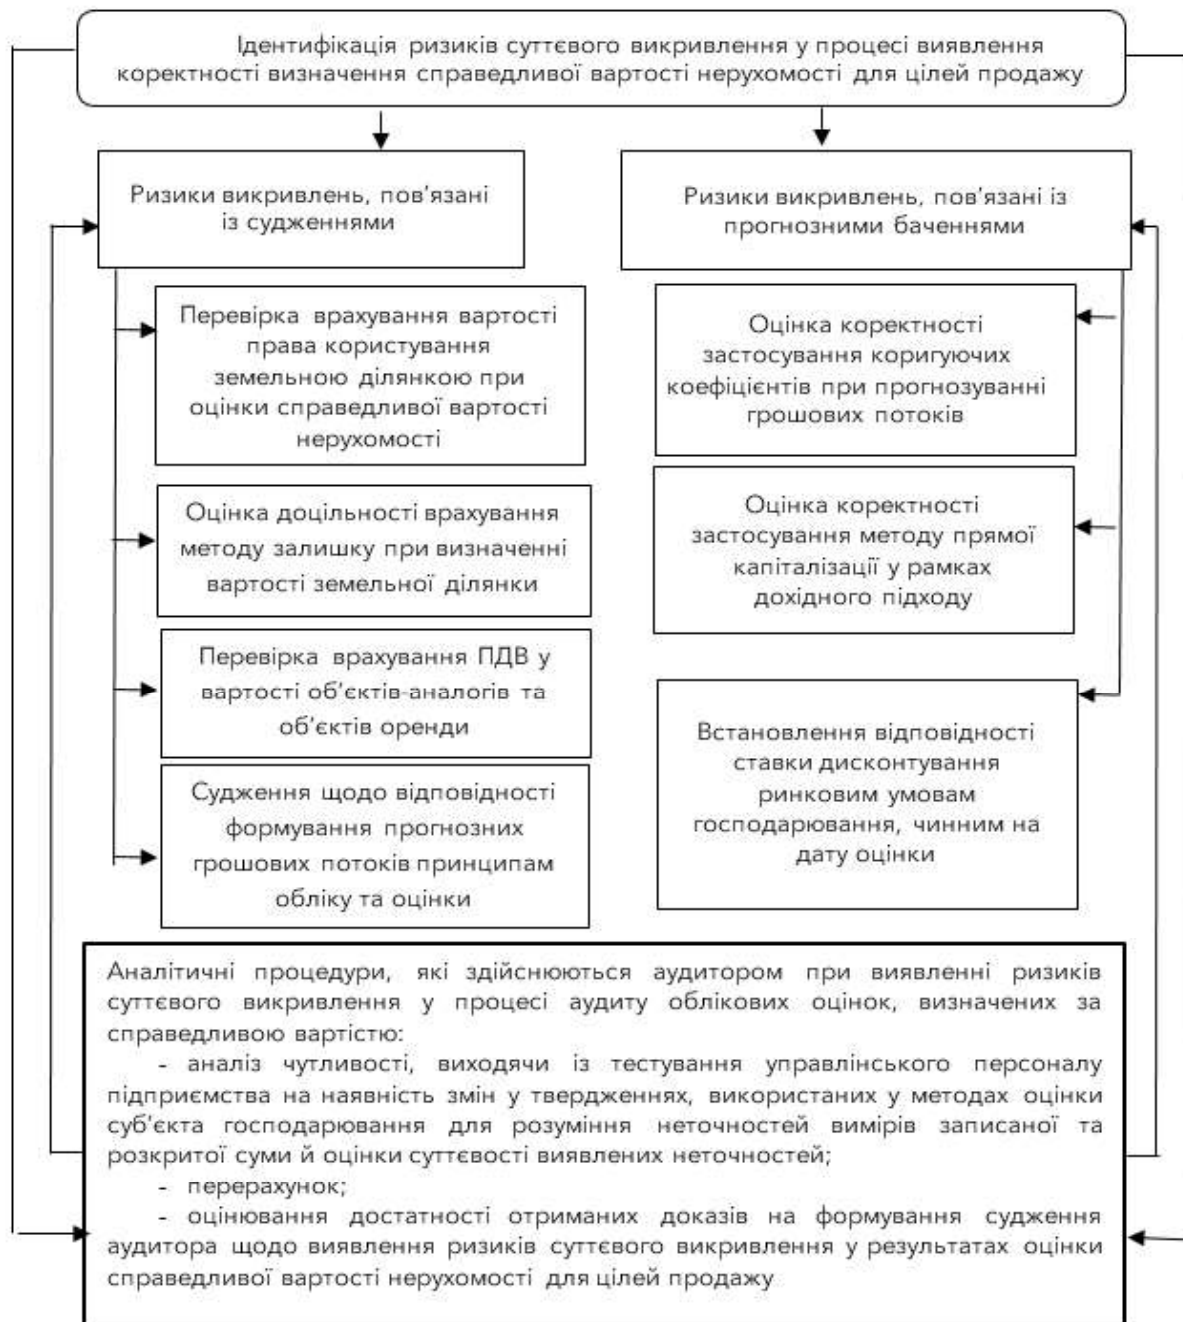 Ідентифікація ризиків суттєвого викривлення у процесі виявлення
коректності визначення справедливої вартості нерухомості для цілей продажу
Ризики викривлень, пов’язані
із судженнями
Перевірка врахування вартості
права користування
земельною ділянкою при
оцінки справедливої вартості
нерухомості
Оцінка доцільності врахування
методу залишку при визначенні
вартості земельної ділянки
Перевірка врахування ПДВ у
вартості об’єктів-аналогів та
об’єктів оренди
Судження щодо відповідності
формування прогнозних
грошових потоків принципам
обліку та оцінки
Ризики викривлень, пов’язані із
прогнозними баченнями
Оцінка коректності
застосування коригуючих
коефіцієнтів при прогнозуванні
грошових потоків
Оцінка коректності
застосування методу прямої
капіталізації у рамках
дохідного підходу
Встановлення відповідності
ставки дисконтування
ринковим умовам
господарювання, чинним на
дату оцінки
Аналітичні процедури, які здійснюються аудитором при виявленні ризиків
суттєвого викривлення у процесі аудиту облікових оцінок, визначених за
справедливою вартістю:
- аналіз чутливості, виходячи із тестування управлінського персоналу
підприємства на наявність змін у твердженнях, використаних у методах оцінки
суб’єкта господарювання для розуміння неточностей вимірів записаної та
розкритої суми й оцінки суттєвості виявлених неточностей;
- перерахунок;
- оцінювання достатності отриманих доказів на формування судження
аудитора щодо виявлення ризиків суттєвого викривлення у результатах оцінки
справедливої вартості нерухомості для цілей продажу